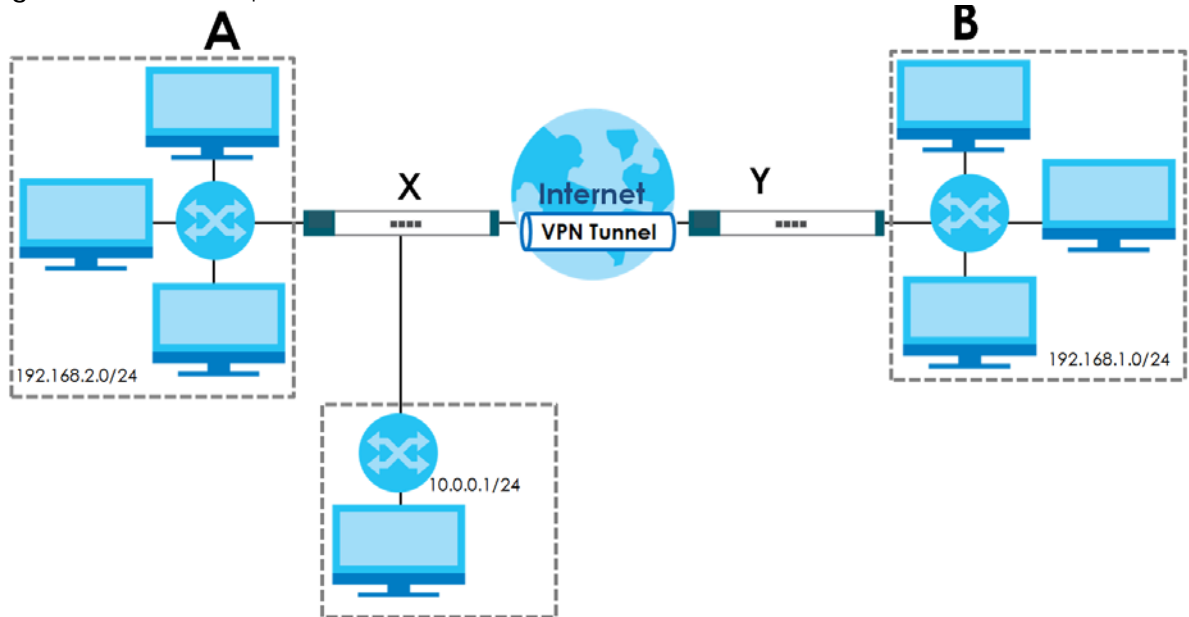 A
B
X
Y
Internet
VPN Tunnel
192.168.2.0/24
192.168.1.0/24
10.0.0.1/24